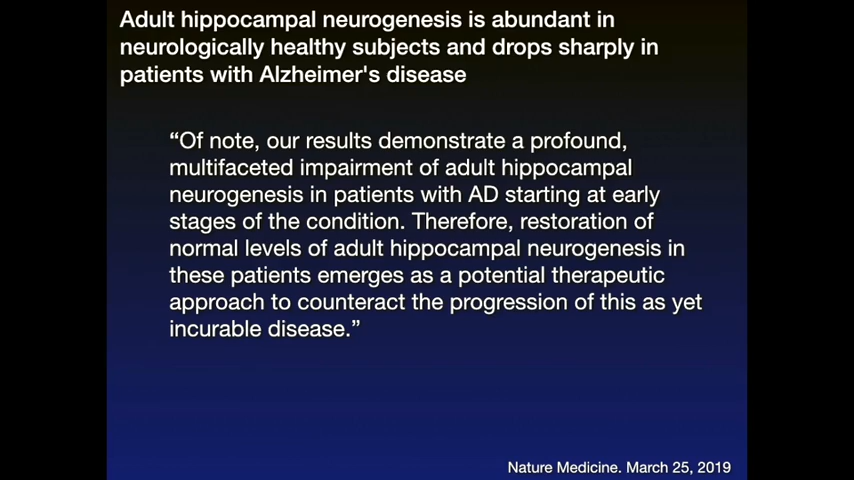 Adult hippocampal neurogenesis is abundant in
neurologically healthy subjects and drops sharply in
patients with Alzheimer's disease
“Of note, our results demonstrate a profound,
multifaceted impairment of adult hippocampal
neurogenesis in patients with AD starting at early
stages of the condition. Therefore, restoration of
normal levels of adult hippocampal neurogenesis in
these patients emerges as a potential therapeutic
approach to counteract the progression of this as yet
incurable disease.”
Nature Medicine. March 25, 2019